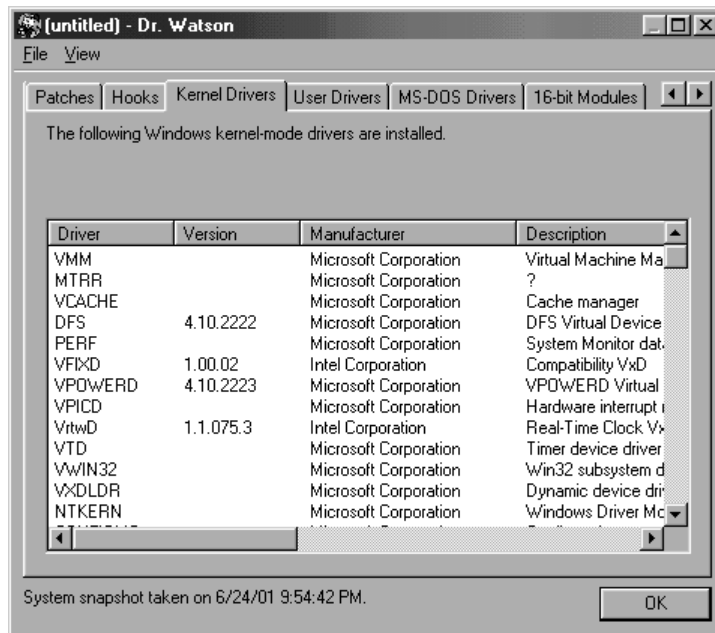 (untitled) - Dr. Watson
File View
Patches Hooks Kernel Drivers User Drivers MS-DOS Drivers 16-bit Modules
The following Windows kernel-mode drivers are installed.
Driver Version Manufacturer Description
VMM Microsoft Corporation Virtual Machine Ma
MTRR Microsoft Corporation ?
VCACHE Microsoft Corporation Cache manager
DFS 4.10.2222 Microsoft Corporation DFS Virtual Device
PERF Microsoft Corporation System Monitor dat
VFIXD 1.00.02 Intel Corporation Compatibility VxD
VPOWERD 4.10.2223 Microsoft Corporation VPOWERD Virtual
VPICD Microsoft Corporation Hardware interrupt
VrtwD 1.1.075.3 Intel Corporation Real-Time Clock Vx
VTD Microsoft Corporation Timer device driver
VWIN32 Microsoft Corporation Win32 subsystem d
VXDLDR Microsoft Corporation Dynamic device dri
NTKERN Microsoft Corporation Windows Driver Mo
System snapshot taken on 6/24/01 9:54:42 PM.
OK